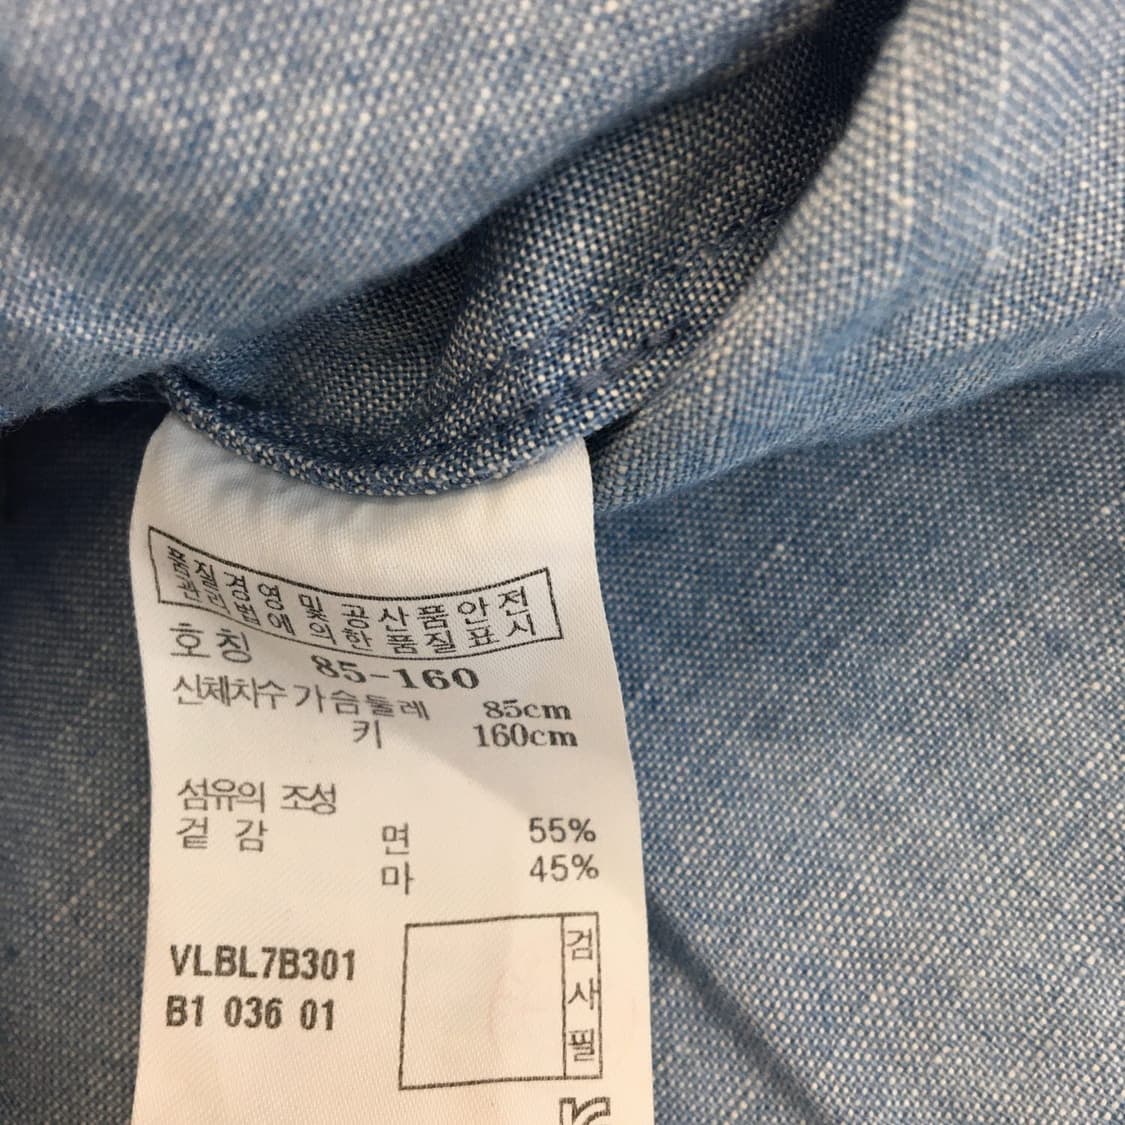 품질경영 및 공산품안전
관리법에 의한 품질표시
호칭 85-160
신체치수 가슴둘레 85cm
키 160cm
섬유의 조성
겉감 면 55%
마 45%
VLBL7B301
B1 036 01
검사필